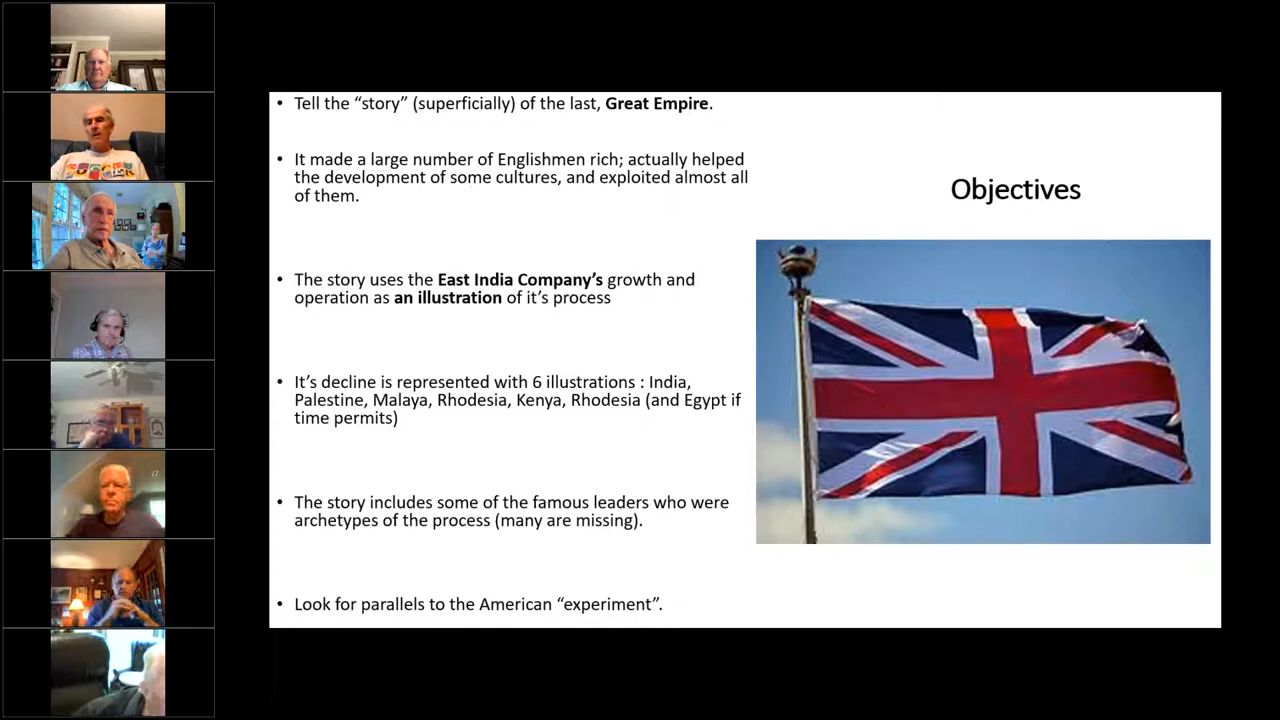 • Tell the “story” (superficially) of the last, Great Empire.
• It made a large number of Englishmen rich; actually helped
the development of some cultures, and exploited almost all
of them.
• The story uses the East India Company’s growth and
operation as an illustration of it’s process
• It’s decline is represented with 6 illustrations : India,
Palestine, Malaya, Rhodesia, Kenya, Rhodesia (and Egypt if
time permits)
• The story includes some of the famous leaders who were
archetypes of the process (many are missing).
• Look for parallels to the American “experiment”.
Objectives